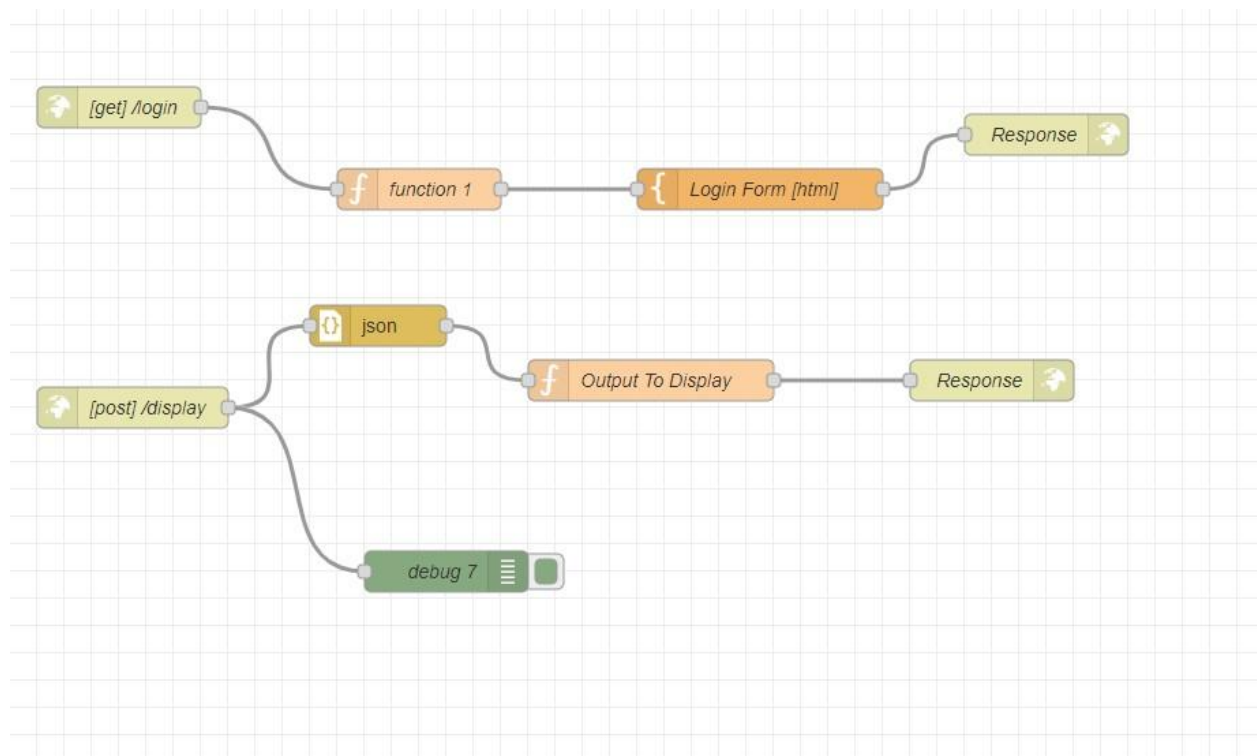 [get] /login
Response
function 1
Login Form [html]
json
Output To Display
Response
[post] /display
debug 7